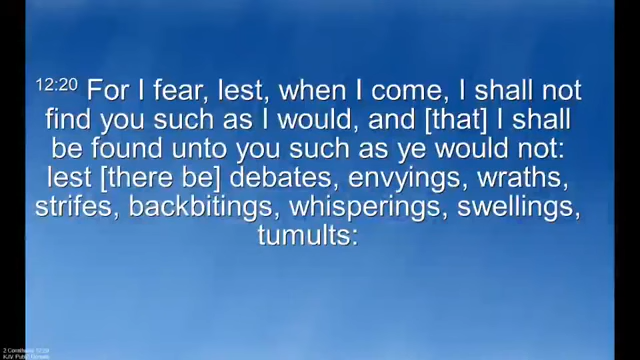 12:20 For I fear, lest, when I come, I shall not
find you such as I would, and [that] I shall
be found unto you such as ye would not:
lest [there be] debates, envyings, wraths,
strifes, backbitings, whisperings, swellings,
tumults:
2 Corinthians 12:20
KJV Public Domain